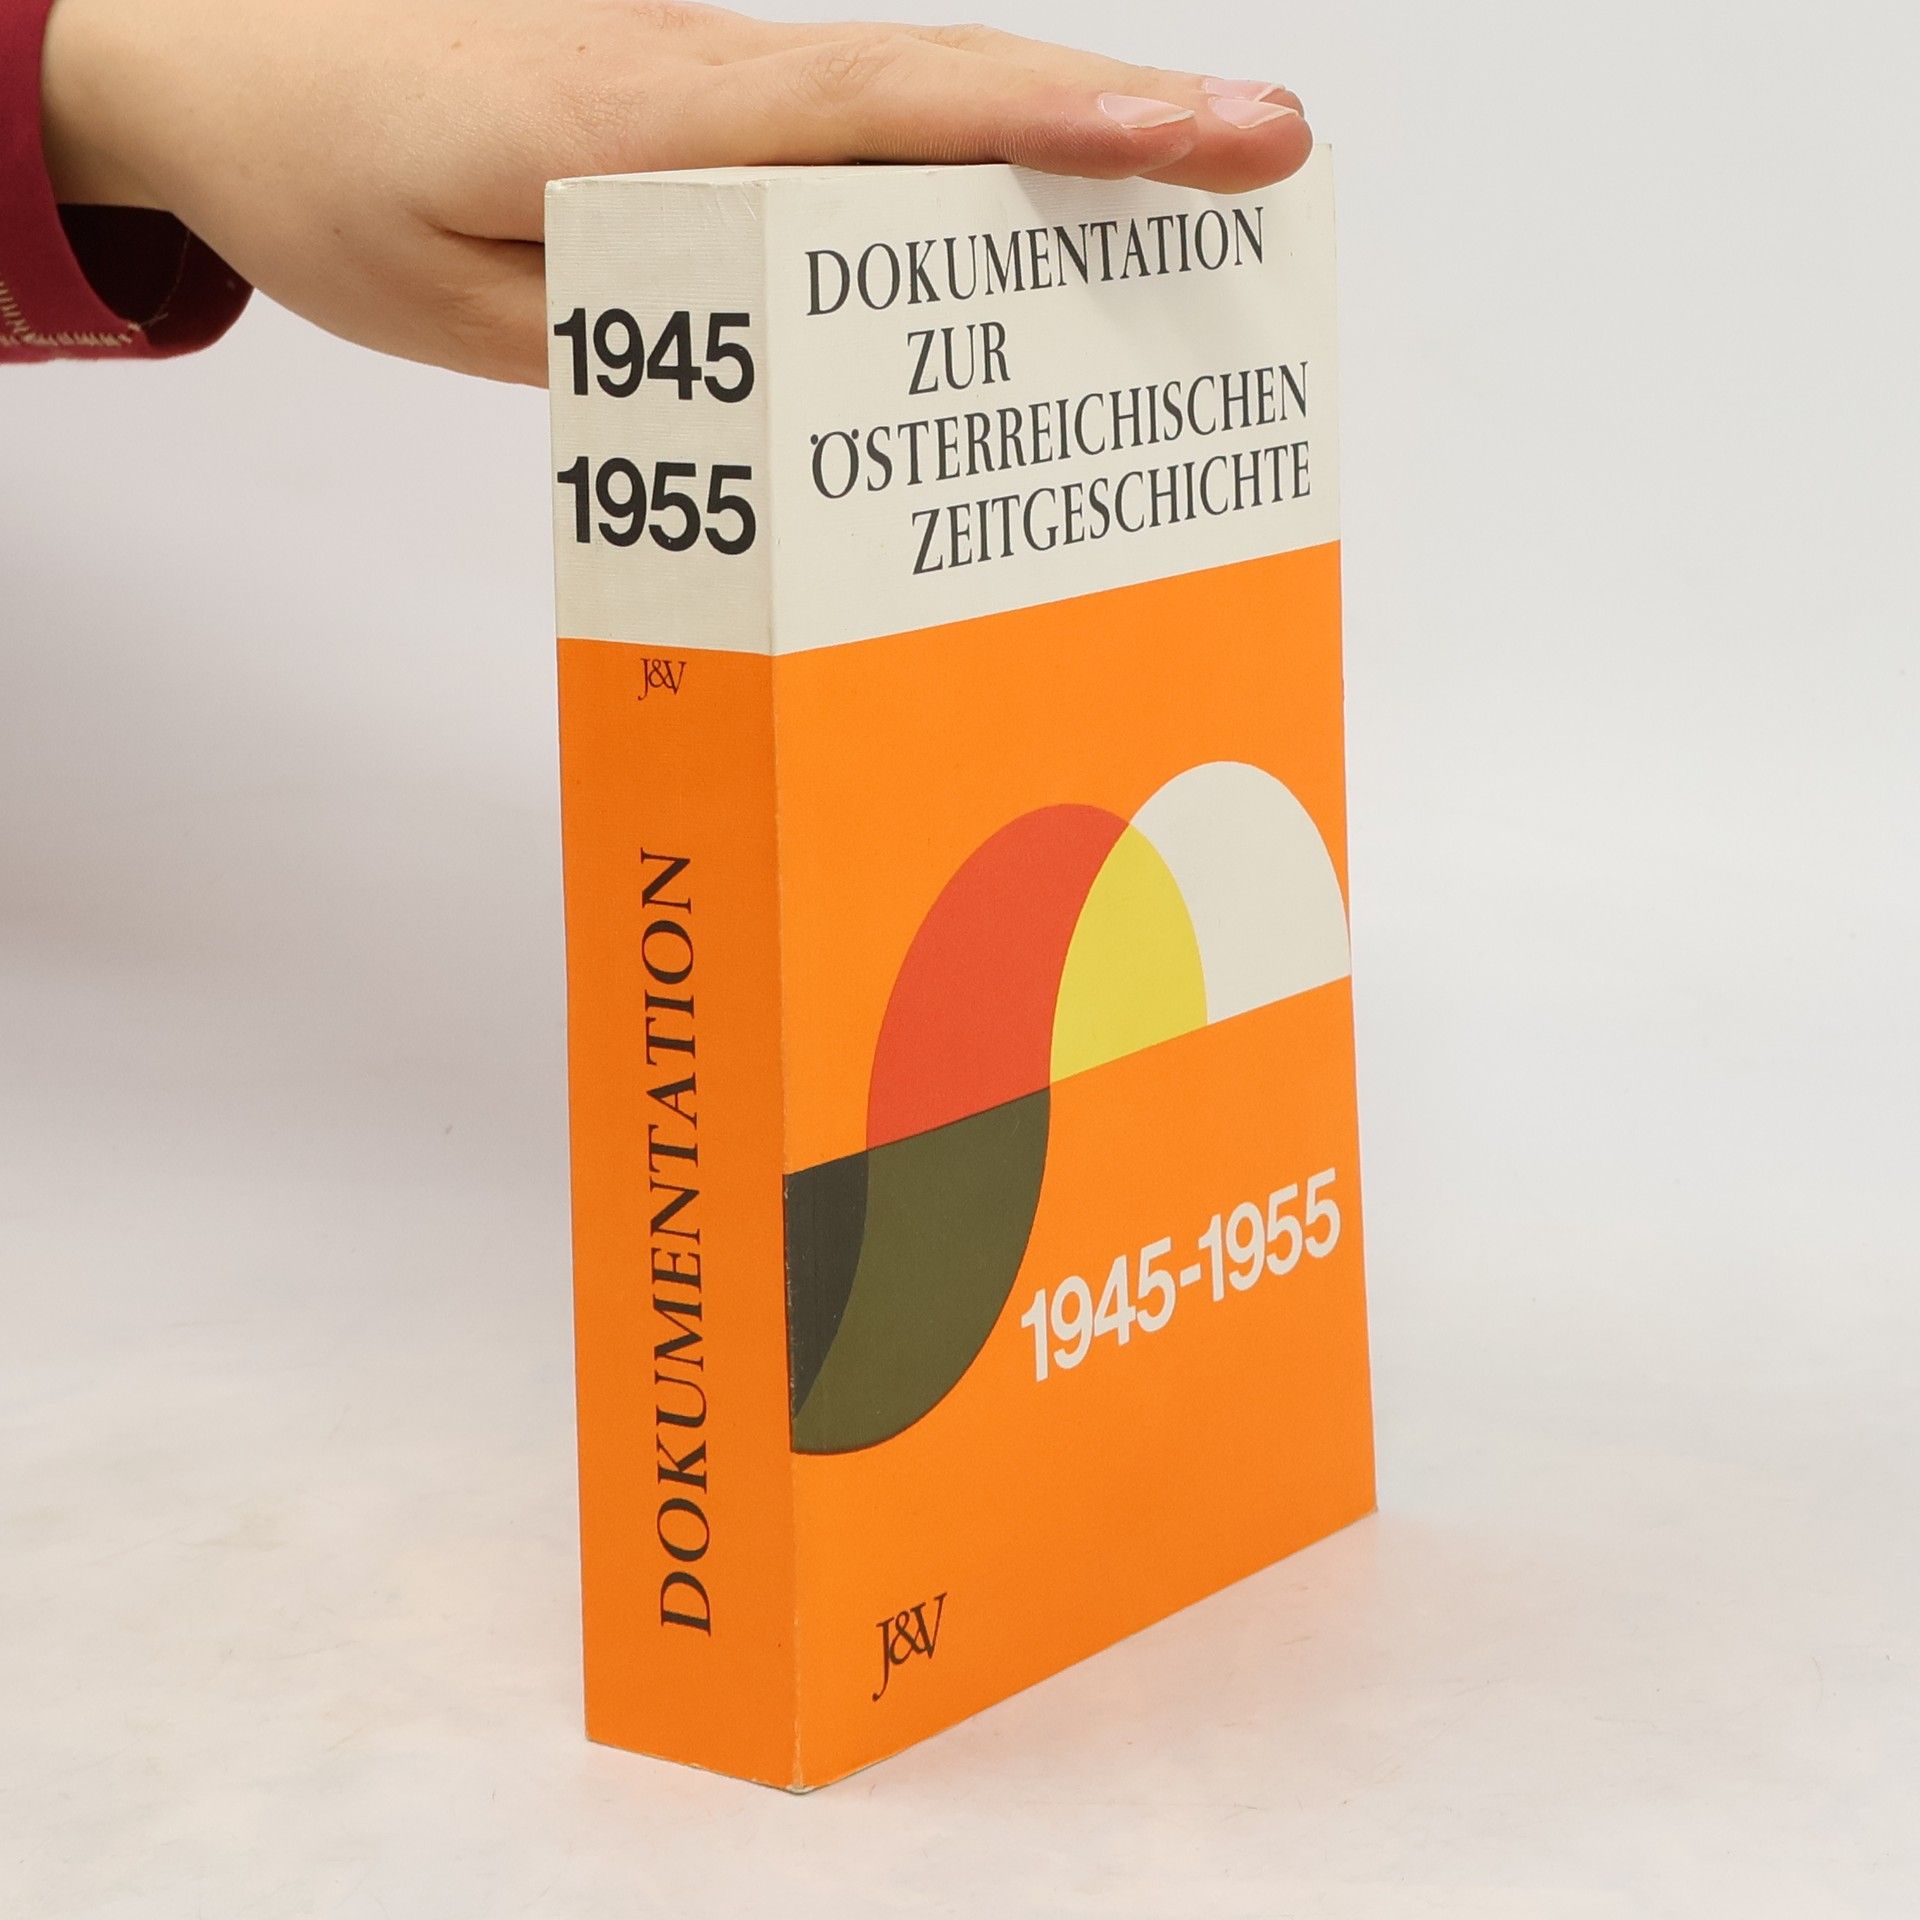 1945
1955
J&V
DOKUMENTATION
DOKUMENTATION
ZUR
ÖSTERREICHISCHEN
ZEITGESCHICHTE
1945-1955
J&V